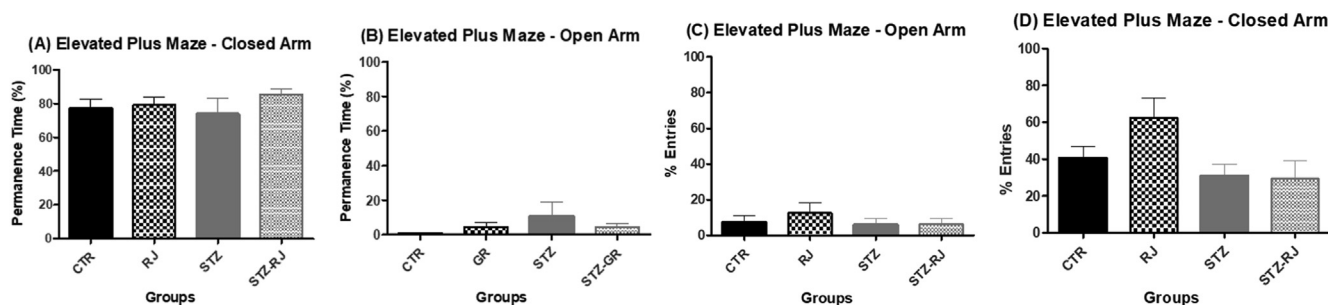 (A) Elevated Plus Maze - Closed Arm
Permanence Time (%)
100
80
60
40
20
0
CTR
RJ
STZ
STZ-RJ
Groups
(B) Elevated Plus Maze - Open Arm
Permanence Time (%)
100
80
60
40
20
0
CTR
GR
STZ
STZ-GR
Groups
(C) Elevated Plus Maze - Open Arm
% Entries
100
80
60
40
20
0
CTR
RJ
STZ
STZ-RJ
Groups
(D) Elevated Plus Maze - Closed Arm
% Entries
100
80
60
40
20
0
CTR
RJ
STZ
STZ-RJ
Groups